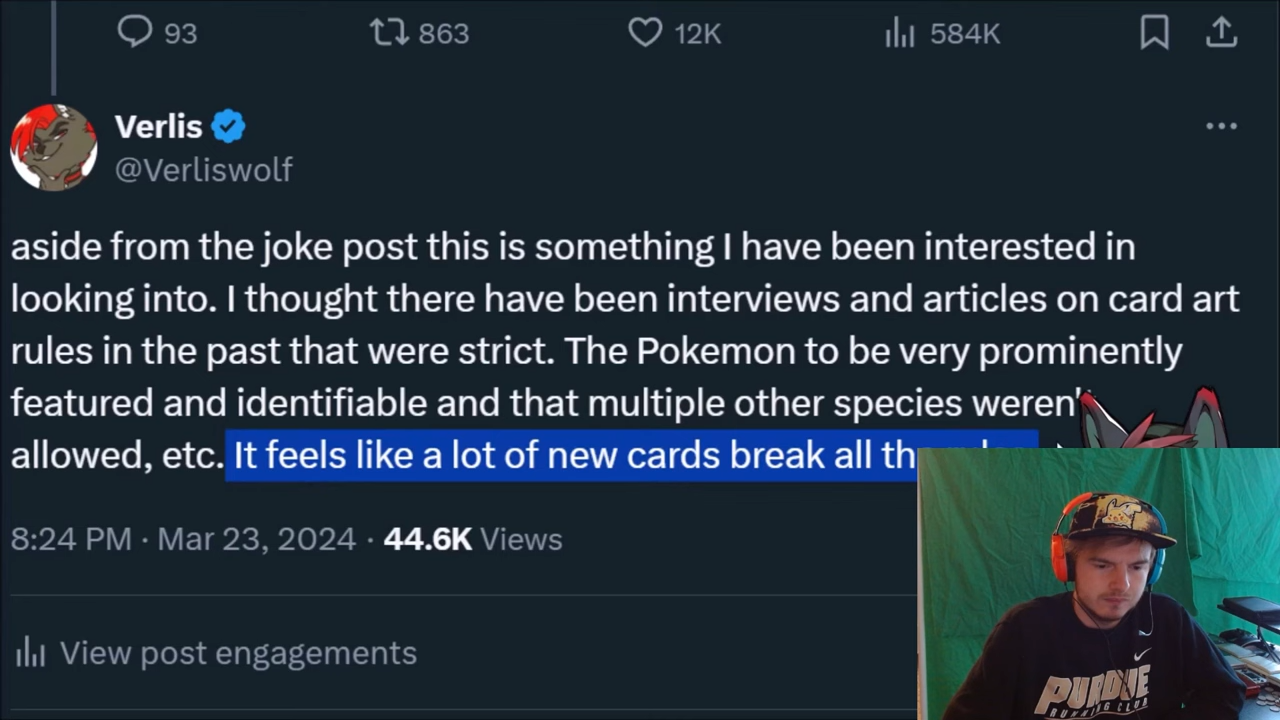 93 863 12K 584K
Verlis
@Verliswolf
aside from the joke post this is something I have been interested in
looking into. I thought there have been interviews and articles on card art
rules in the past that were strict. The Pokemon to be very prominently
featured and identifiable and that multiple other species weren't
allowed, etc. It feels like a lot of new cards break all
8:24 PM · Mar 23, 2024 · 44.6K Views
View post engagements
PURDUE
RUNNING CLUB